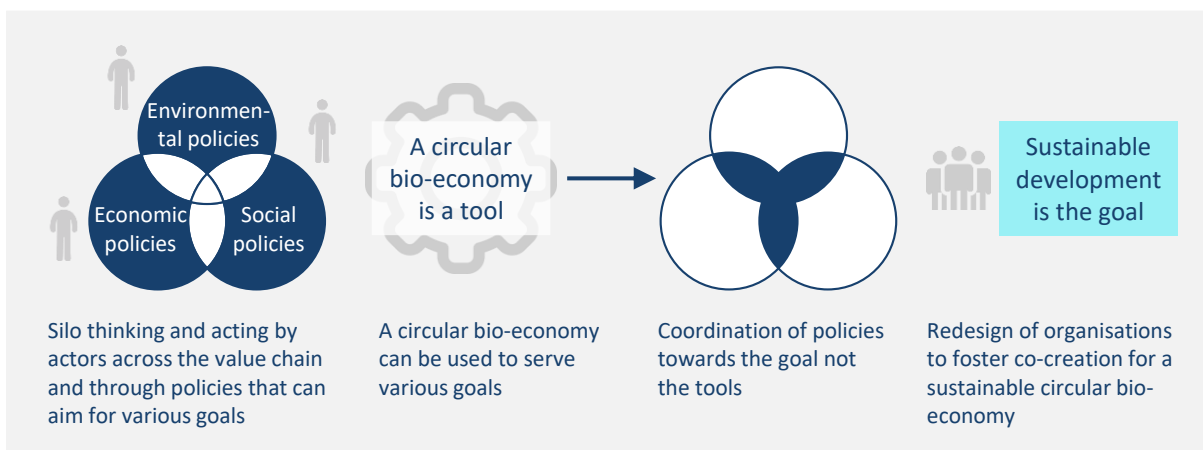 Environmen-
tal policies
Economic
policies
Social
policies
A circular
bio-economy
is a tool
Sustainable
development
is the goal
Silo thinking and acting by
actors across the value chain
and through policies that can
aim for various goals
A circular bio-economy
can be used to serve
various goals
Coordination of policies
towards the goal not
the tools
Redesign of organisations
to foster co-creation for a
sustainable circular bio-
economy